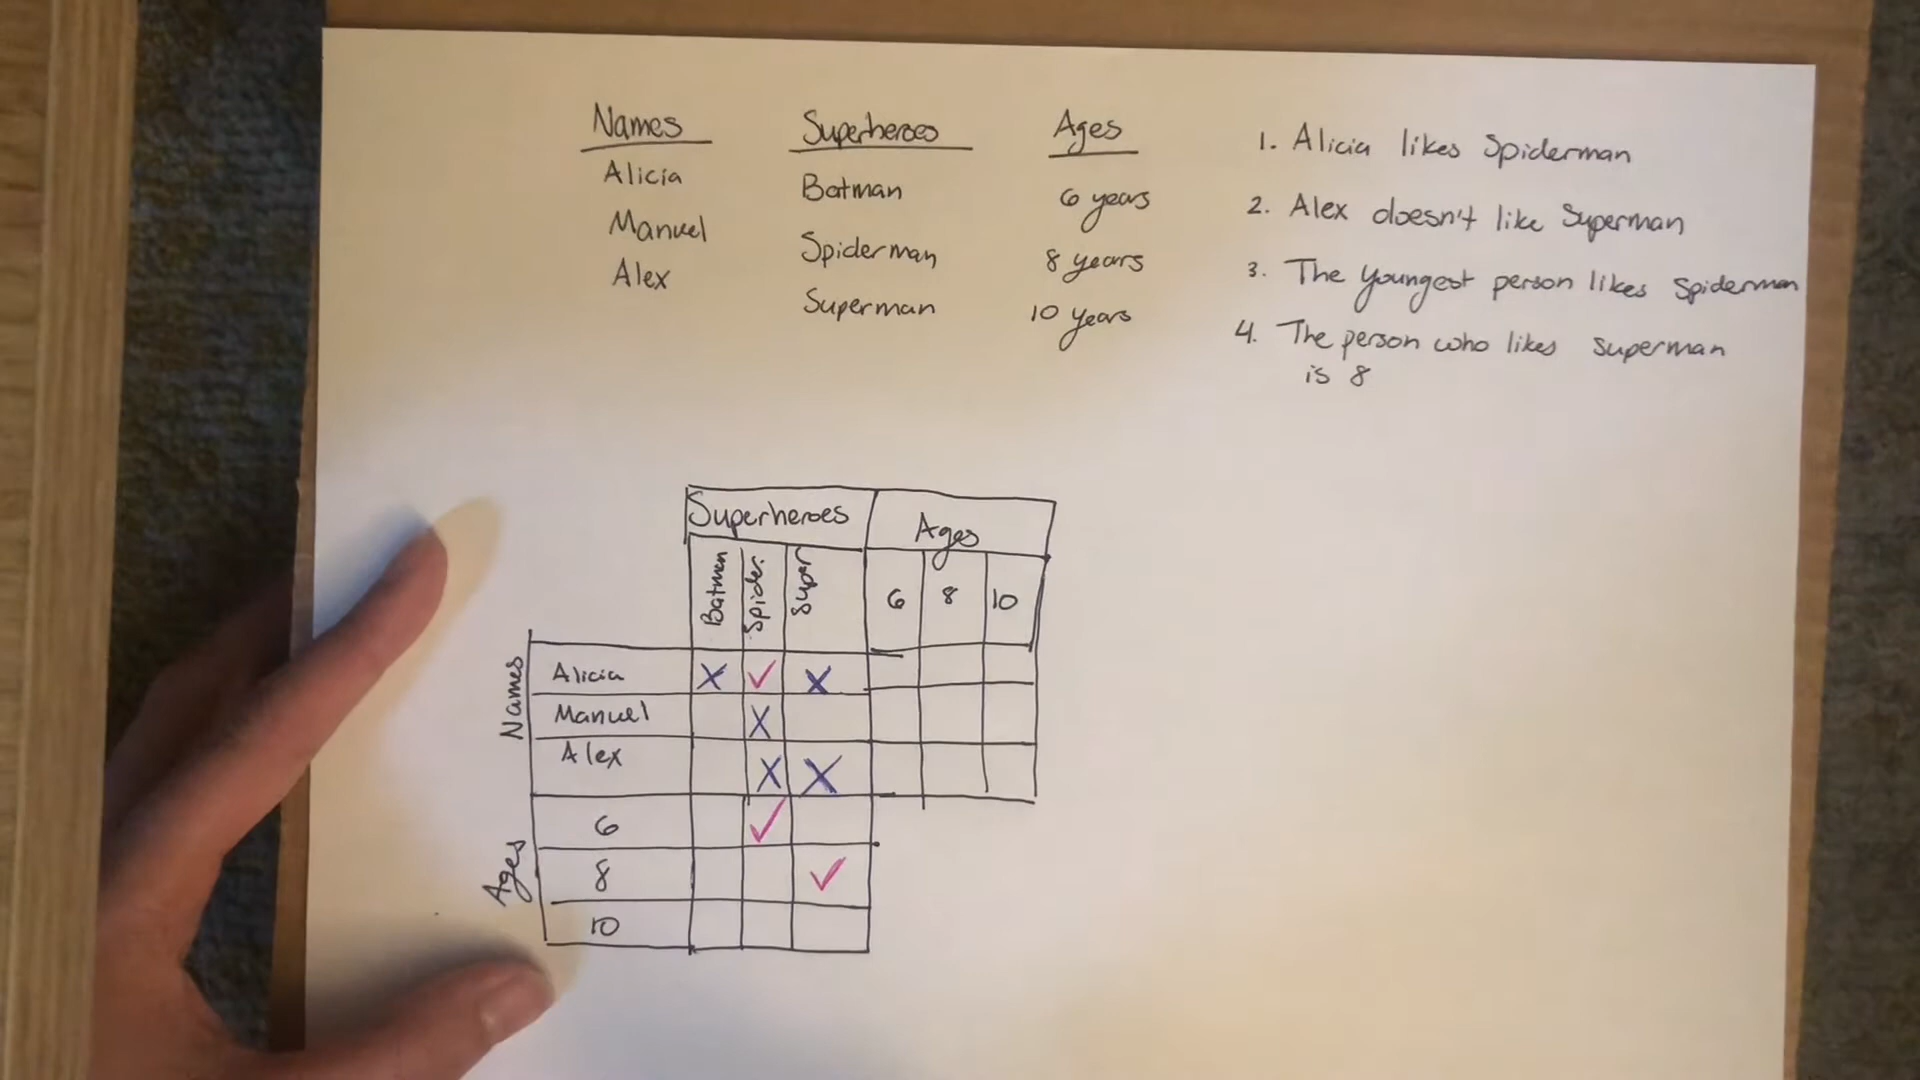 Names
Alicia
Manuel
Alex
Superheroes
Batman
Spiderman
Superman
Ages
6 years
8 years
10 years
1. Alicia likes Spiderman
2. Alex doesn't like Superman
3. The youngest person likes Spiderman
4. The person who likes Superman
is 8
Superheroes Ages
Batman Spider. Super 6 8 10
Names
Alicia X ✓ X
Manuel X
Alex X X
Ages
6 ✓
8 ✓
10